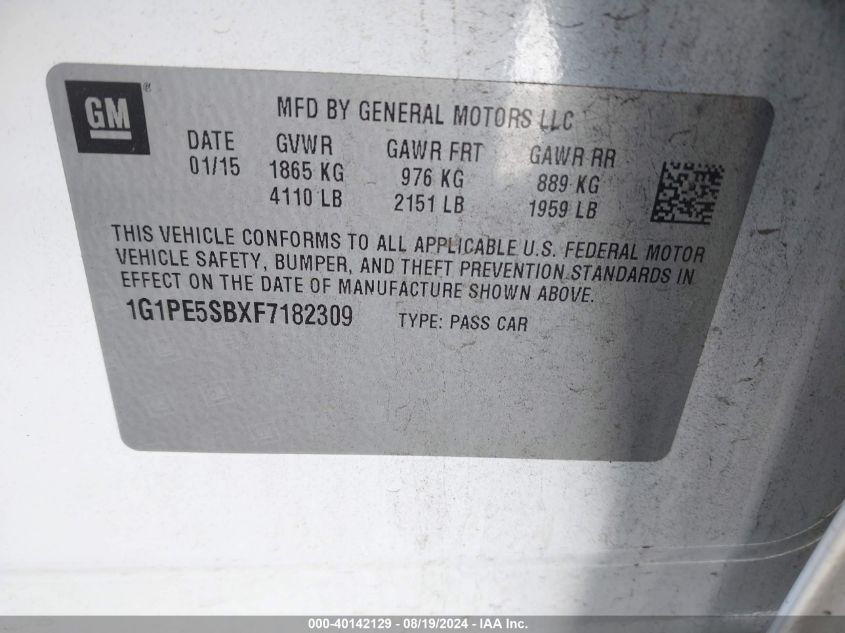 GM®
MFD BY GENERAL MOTORS LLC
DATE GVWR GAWR FRT GAWR RR
01/15 1865 KG 976 KG 889 KG
4110 LB 2151 LB 1959 LB
THIS VEHICLE CONFORMS TO ALL APPLICABLE U.S. FEDERAL MOTOR
VEHICLE SAFETY, BUMPER, AND THEFT PREVENTION STANDARDS IN
EFFECT ON THE DATE OF MANUFACTURE SHOWN ABOVE.
1G1PE5SBXF7182309 TYPE: PASS CAR
000-40142129 - 08/19/2024 - IAA Inc.